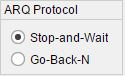 ARQ Protocol
Stop-and-Wait
Go-Back-N